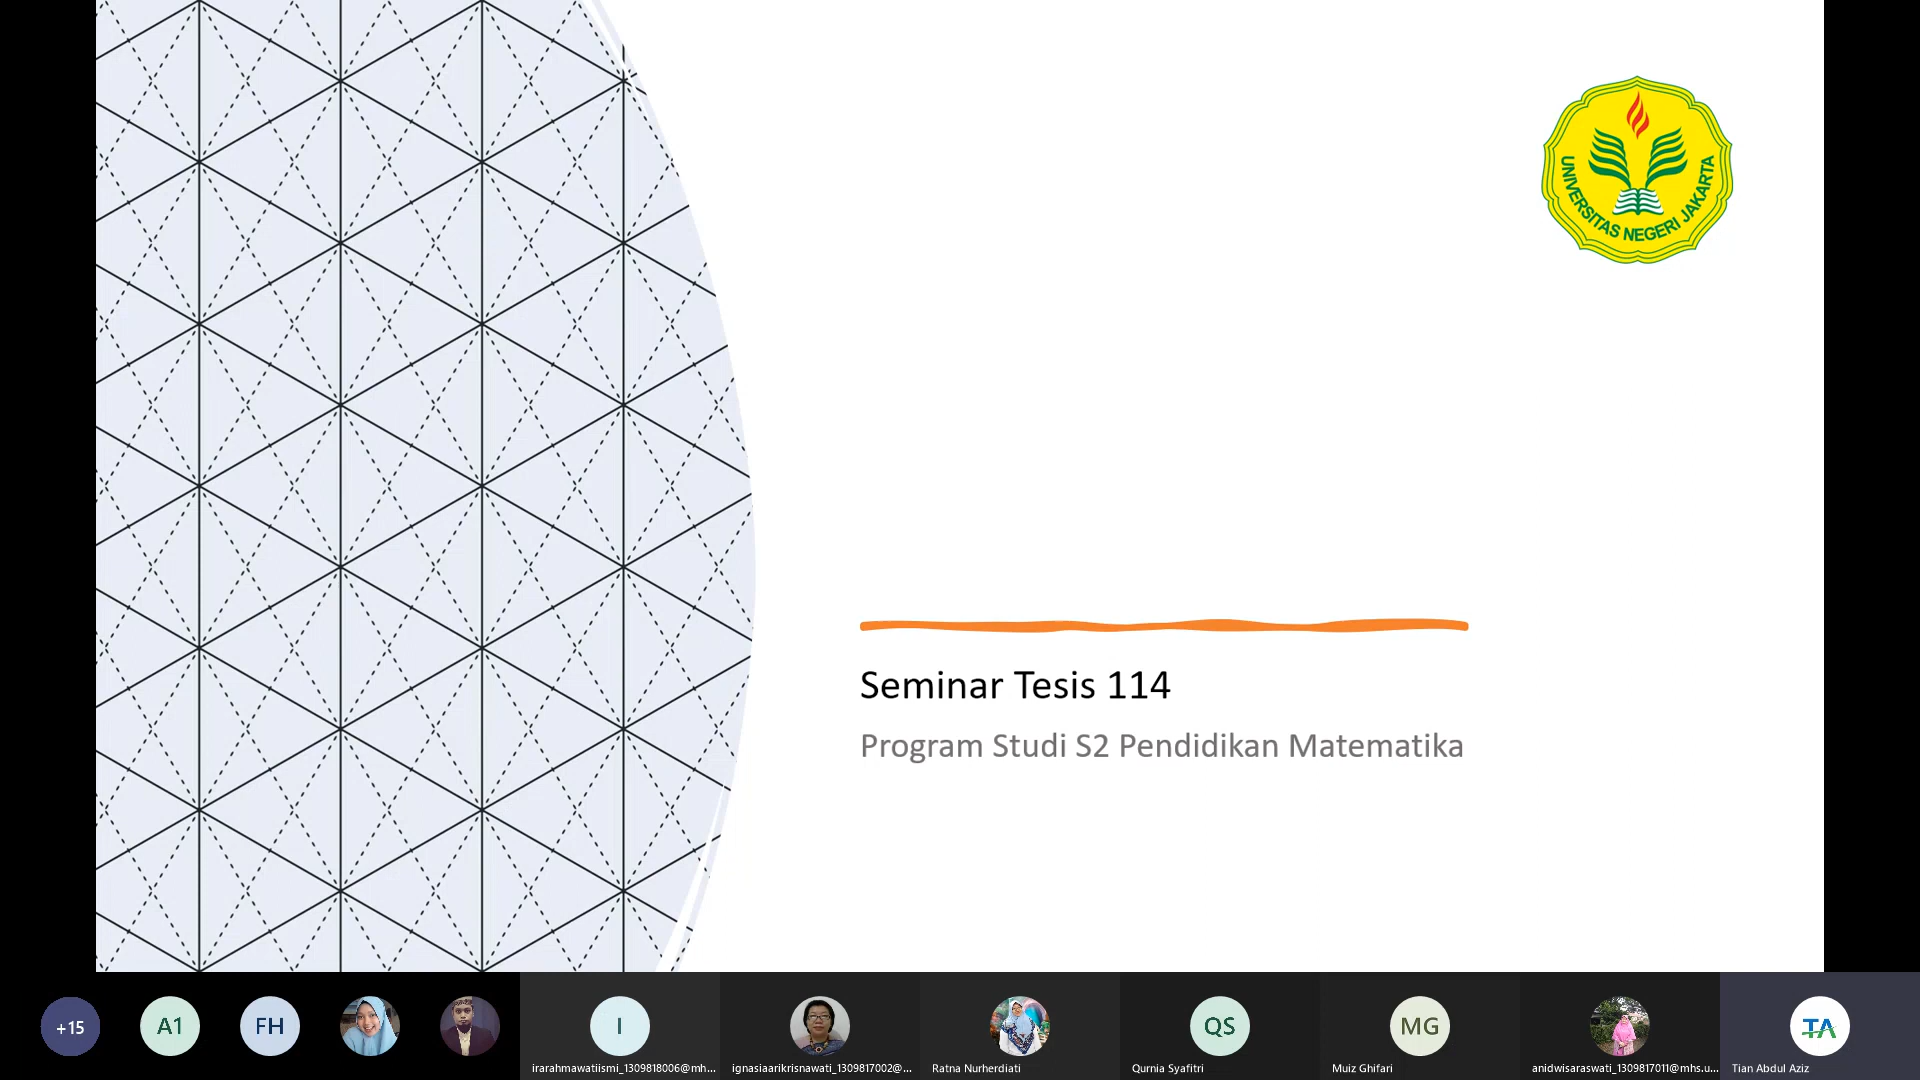 UNIVERSITAS NEGERI JAKARTA
Seminar Tesis 114
Program Studi S2 Pendidikan Matematika
+15
A1
FH
I
QS
MG
TA
irarahmawatiismi_1309818006@mh...
ignasiaarikrisnawati_1309817002@...
Ratna Nurherdiati
Qurnia Syafitri
Muiz Ghifari
anidwisaraswati_1309817011@mhs.u...
Tian Abdul Aziz